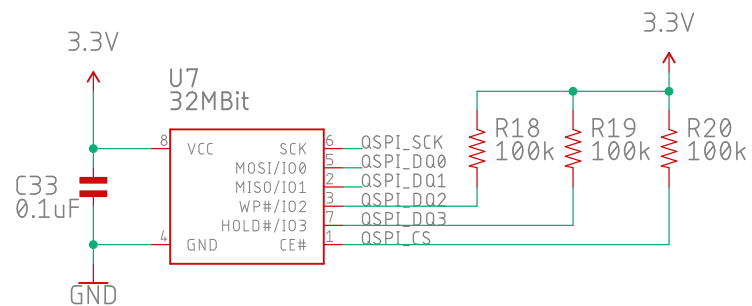 3.3V
3.3V
U7
32MBit
8 VCC SCK 6 QSPI_SCK
MOSI/IO0 5 QSPI_DQ0
MISO/IO1 2 QSPI_DQ1
WP#/IO2 3 QSPI_DQ2
HOLD#/IO3 7 QSPI_DQ3
4 GND CE# 1 QSPI_CS
C33
0.1uF
GND
R18
100k
R19
100k
R20
100k